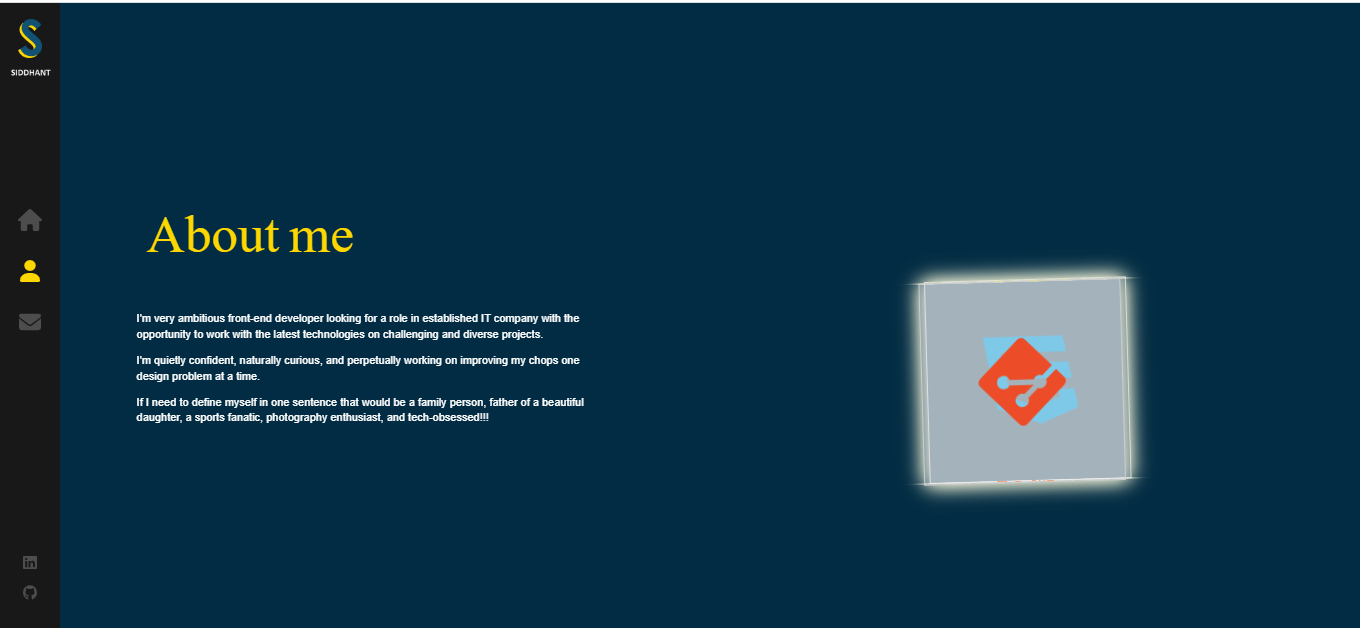 SIDDHANT
About me
I'm very ambitious front-end developer looking for a role in established IT company with the
opportunity to work with the latest technologies on challenging and diverse projects.
I'm quietly confident, naturally curious, and perpetually working on improving my chops one
design problem at a time.
If I need to define myself in one sentence that would be a family person, father of a beautiful
daughter, a sports fanatic, photography enthusiast, and tech-obsessed!!!